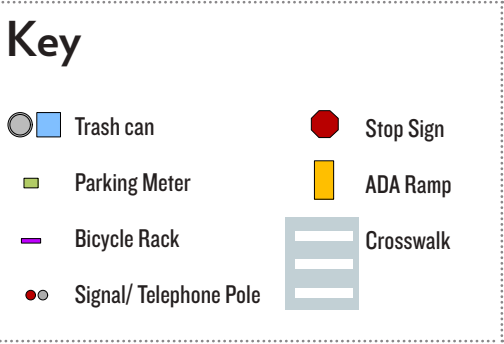 Key
Trash can
Parking Meter
Bicycle Rack
Signal/ Telephone Pole
Stop Sign
ADA Ramp
Crosswalk